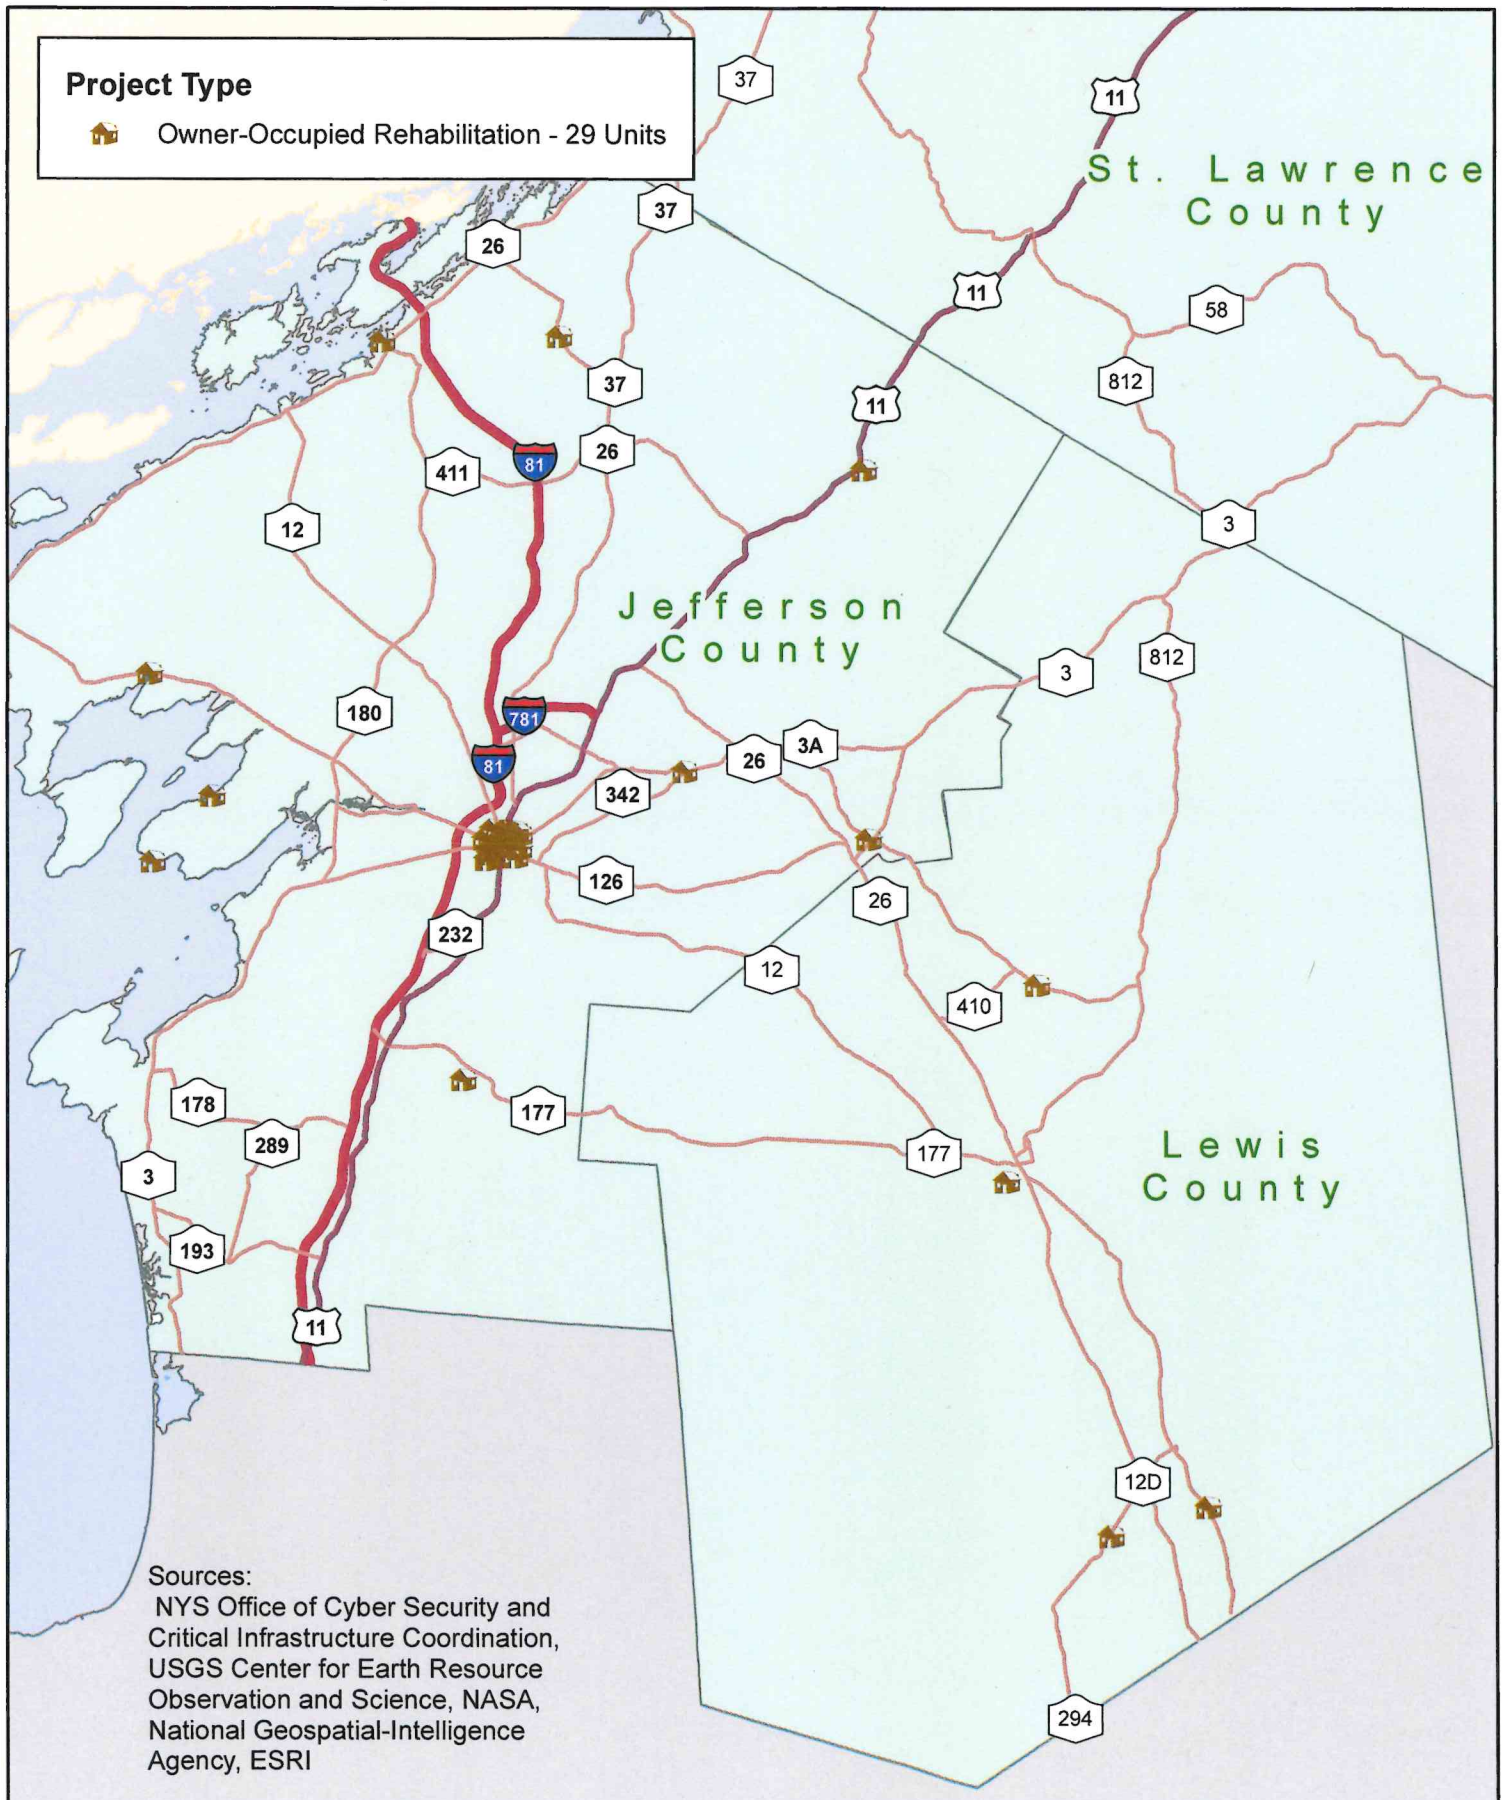 Project Type
Owner-Occupied Rehabilitation - 29 Units
37
11
St. Lawrence
County
37
26
11
58
37
812
11
26
411
81
12
3
Jefferson
County
812
3
180
781
3A
26
81
342
126
26
232
12
410
178
177
289
177
Lewis
County
3
193
11
12D
Sources:
NYS Office of Cyber Security and
Critical Infrastructure Coordination,
USGS Center for Earth Resource
Observation and Science, NASA,
National Geospatial-Intelligence
Agency, ESRI
294